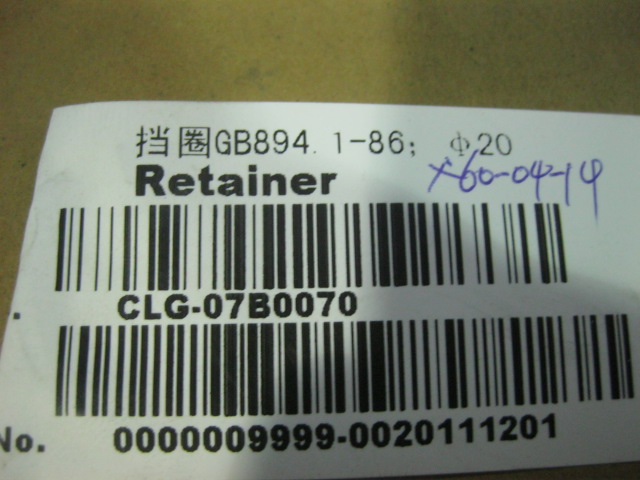 挡圈GB894.1-86; Φ20
Retainer
X60-04-14
CLG-07B0070
No. 0000009999-0020111201